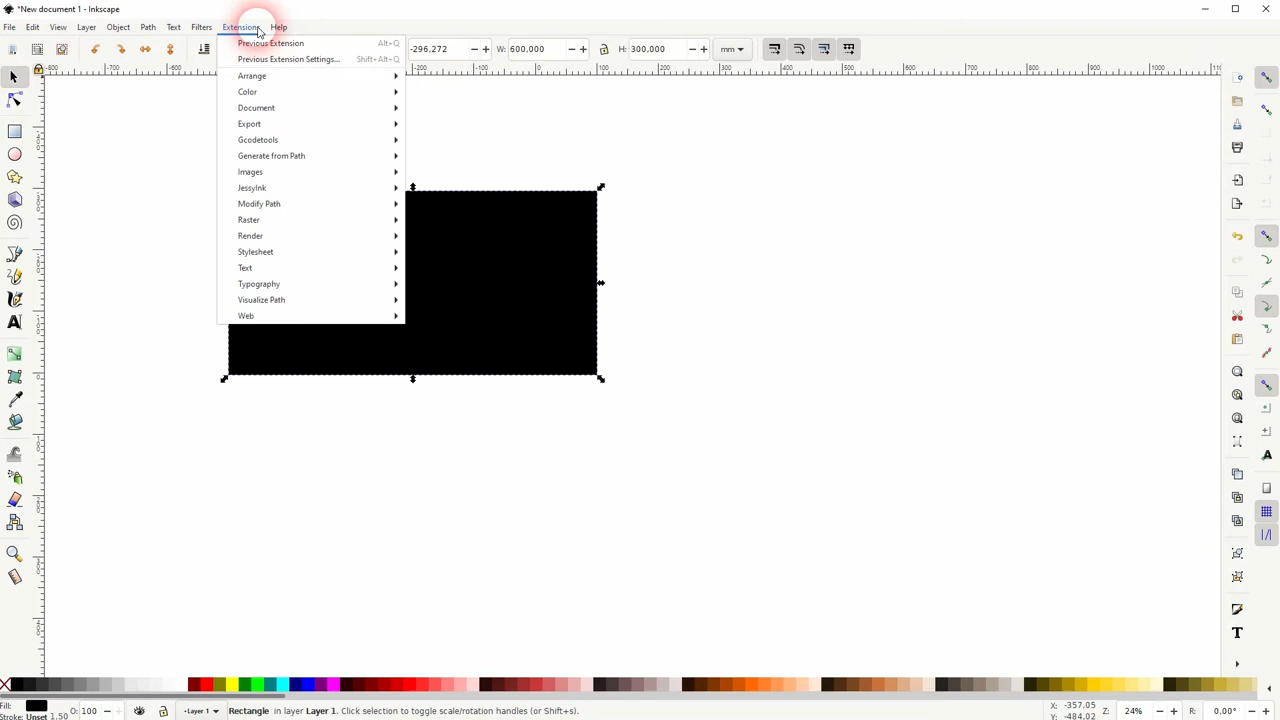 *New document 1 - Inkscape
File Edit View Layer Object Path Text Filters Extensions Help
-296,272 W: 600,000 H: 300,000 mm
Previous Extension Alt+Q
Previous Extension Settings... Shift+Alt+Q
Arrange
Color
Document
Export
Gcodetools
Generate from Path
Images
JessyInk
Modify Path
Raster
Render
Stylesheet
Text
Typography
Visualize Path
Web
-800 -700 -600 -200 -100 0 100 200 300 400 500 600 700 800 900 1000
Fill: O: 100 Layer 1 Rectangle in layer Layer 1. Click selection to toggle scale/rotation handles (or Shift+s). X: -357.05 Z: 24% R: 0,00°
Stroke: Unset 1.50 Y: -484.02